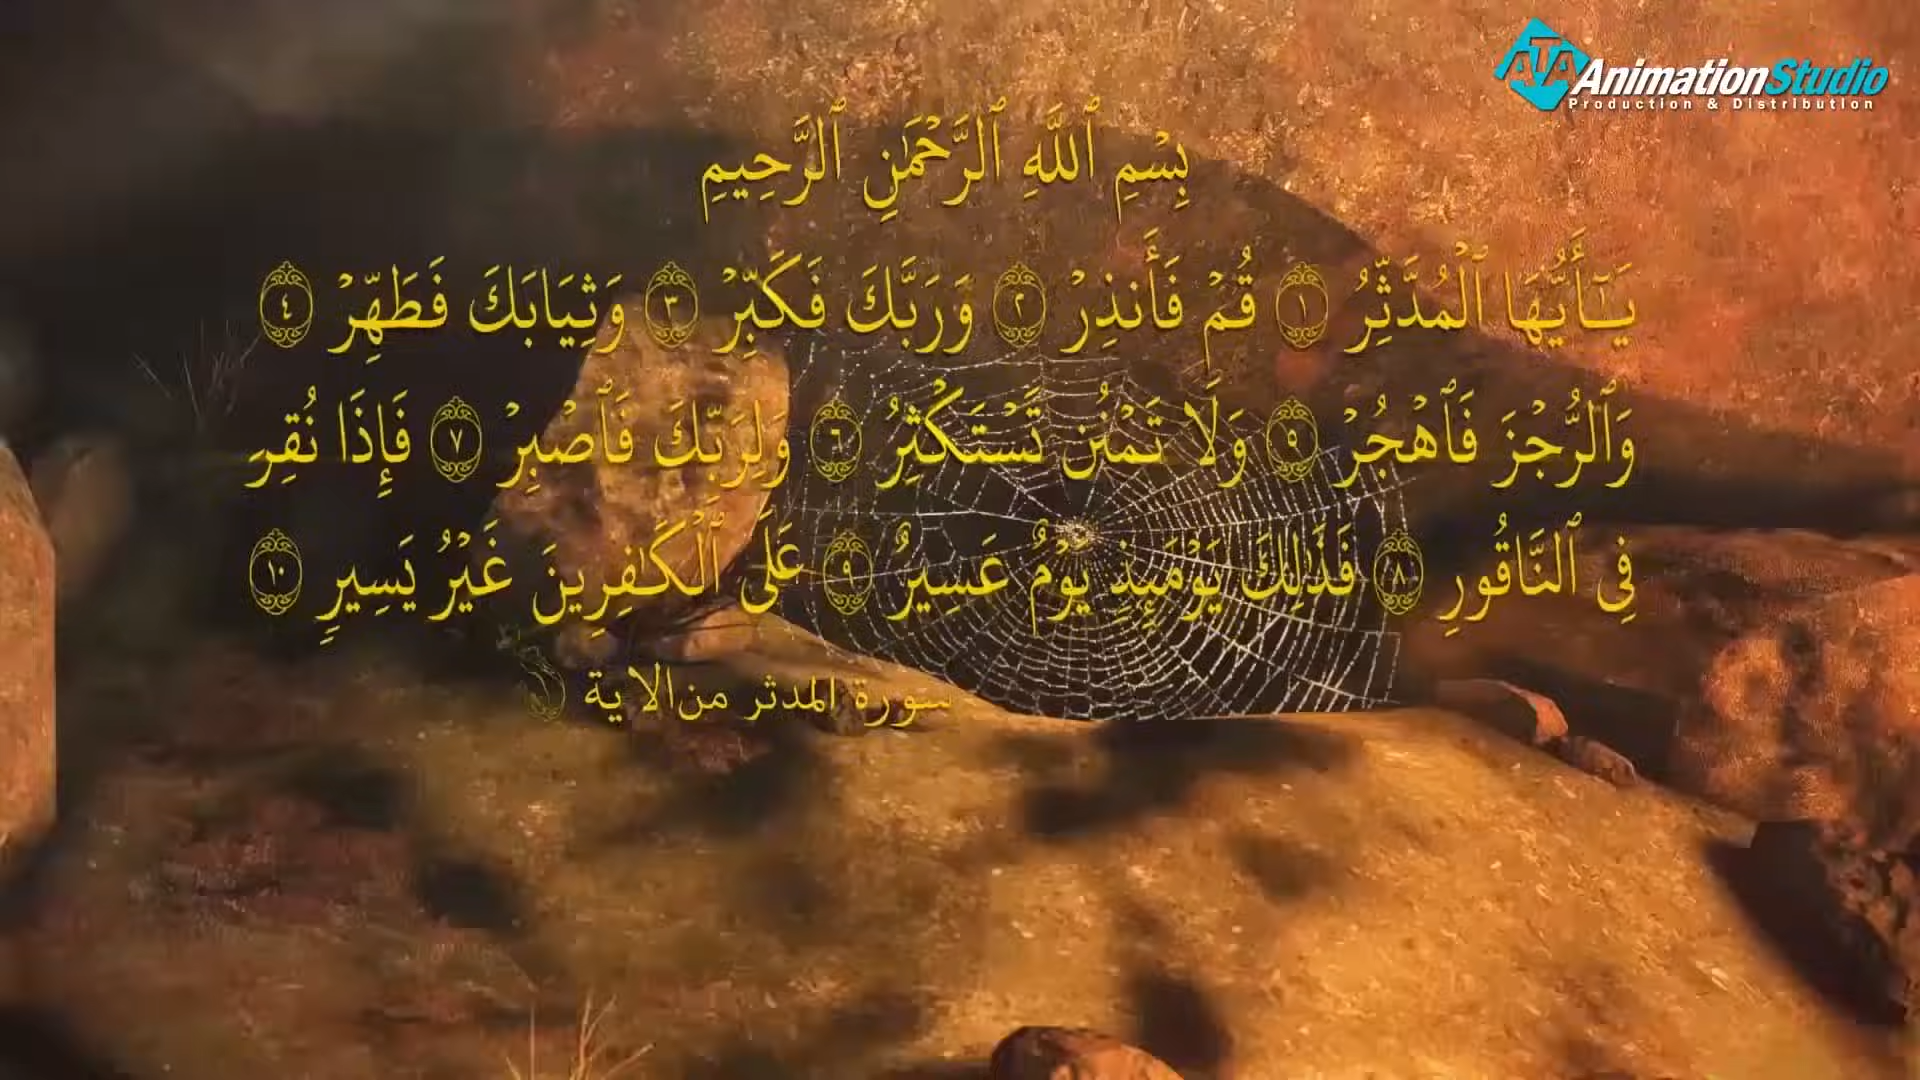 ATA AnimationStudio
Production & Distribution
بِسْمِ ٱللَّهِ ٱلرَّحْمَٰنِ ٱلرَّحِيمِ
يَـٰٓأَيُّهَا ٱلْمُدَّثِّرُ ١ قُمْ فَأَنذِرْ ٢ وَرَبَّكَ فَكَبِّرْ ٣ وَثِيَابَكَ فَطَهِّرْ ٤
وَٱلرُّجْزَ فَٱهْجُرْ ٥ وَلَا تَمْنُن تَسْتَكْثِرُ ٦ وَلِرَبِّكَ فَٱصْبِرْ ٧ فَإِذَا نُقِرَ
فِى ٱلنَّاقُورِ ٨ فَذَٰلِكَ يَوْمَئِذٍ يَوْمٌ عَسِيرٌ ٩ عَلَى ٱلْكَـٰفِرِينَ غَيْرُ يَسِيرٍ ١٠
سورة المدثر من الاية